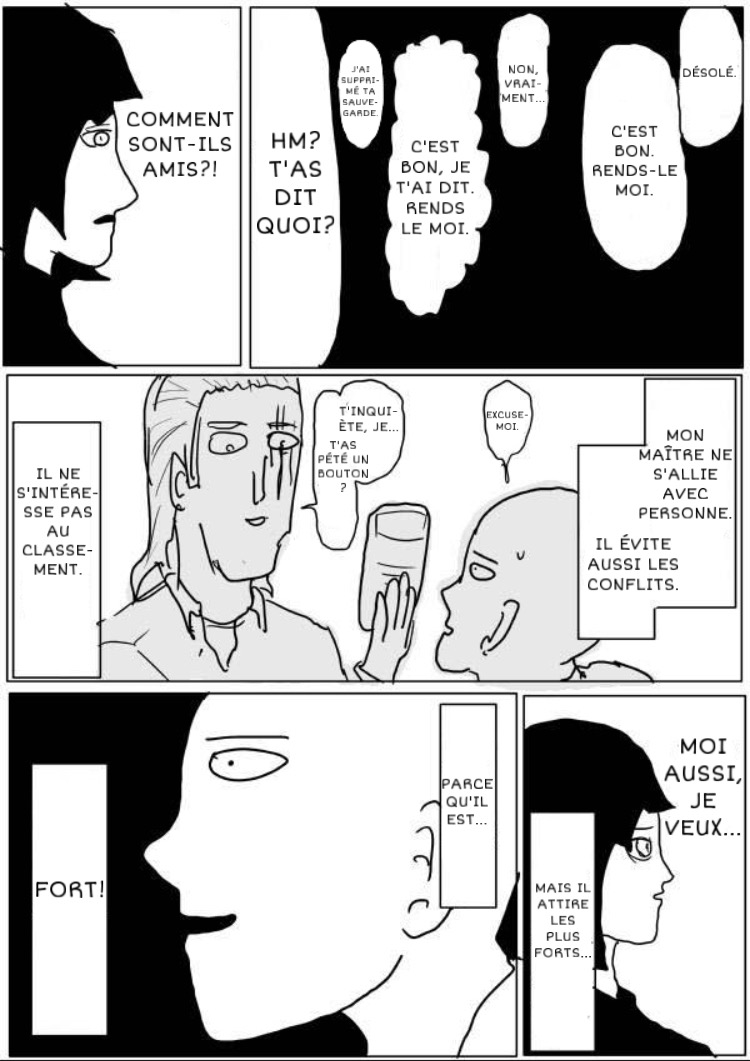 DÉSOLÉ.
C'EST
BON.
RENDS-LE
MOI.
NON,
VRAI-
MENT...
C'EST
BON, JE
T'AI DIT.
RENDS
LE MOI.
J'AI
SUPPRI-
MÉ TA
SAUVE-
GARDE.
HM?
T'AS
DIT
QUOI?
COMMENT
SONT-ILS
AMIS?!
MON
MAÎTRE NE
S'ALLIE
AVEC
PERSONNE.
IL ÉVITE
AUSSI LES
CONFLITS.
EXCUSE-
MOI.
T'INQUI-
ÈTE, JE...
T'AS
PÉTÉ UN
BOUTON
?
IL NE
S'INTÉRE-
SSE PAS
AU
CLASSE-
MENT.
MOI
AUSSI,
JE
VEUX...
MAIS IL
ATTIRE
LES
PLUS
FORTS...
PARCE
QU'IL
EST...
FORT!